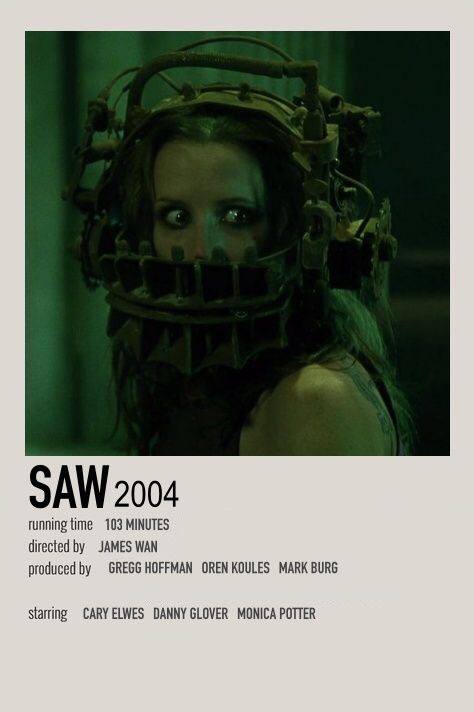 SAW 2004
running time 103 MINUTES
directed by JAMES WAN
produced by GREGG HOFFMAN OREN KOULES MARK BURG
starring CARY ELWES DANNY GLOVER MONICA POTTER